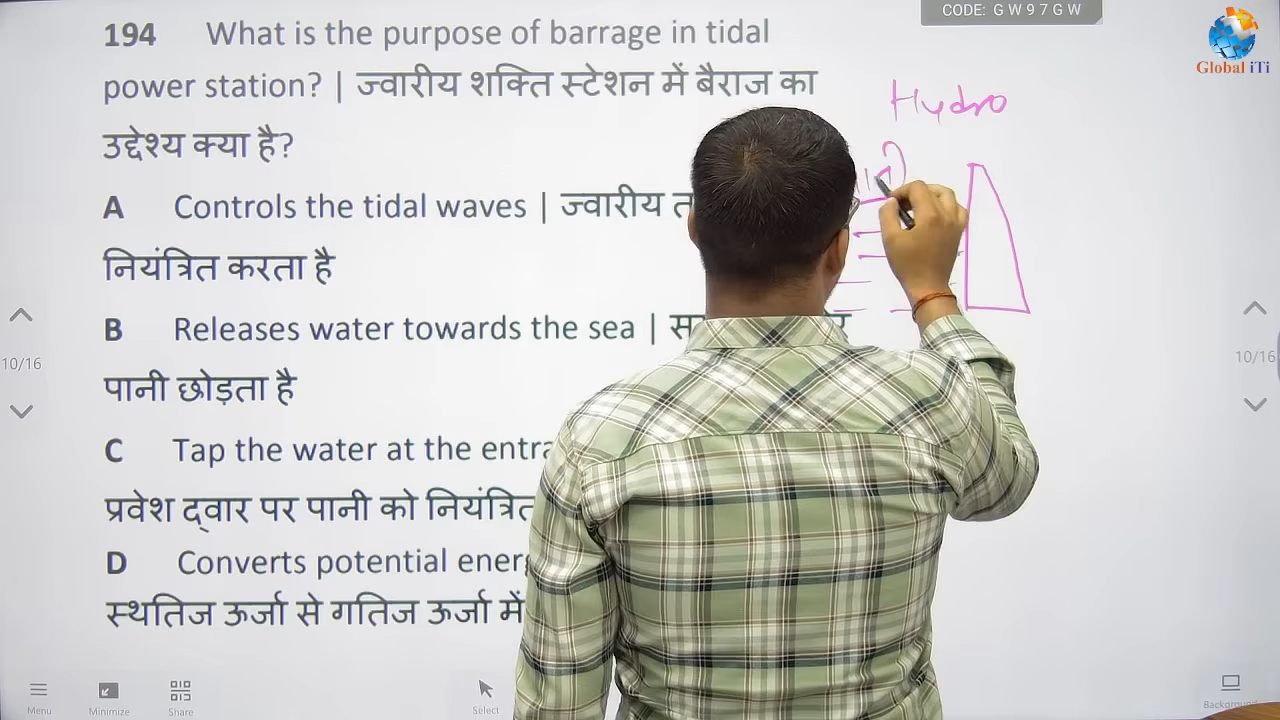 CODE: G W 9 7 G W
Global iTi
194 What is the purpose of barrage in tidal
power station? | ज्वारीय शक्ति स्टेशन में बैराज का
उद्देश्य क्या है?
Hydro
A Controls the tidal waves | ज्वारीय
नियंत्रित करता है
B Releases water towards the sea |
पानी छोड़ता है
10/16
10/16
C Tap the water at the
प्रवेश द्वार पर पानी को नियंत्रित
D Converts potential
स्थतिज ऊर्जा से गतिज ऊर्जा में
Menu
Minimize
Share
Select